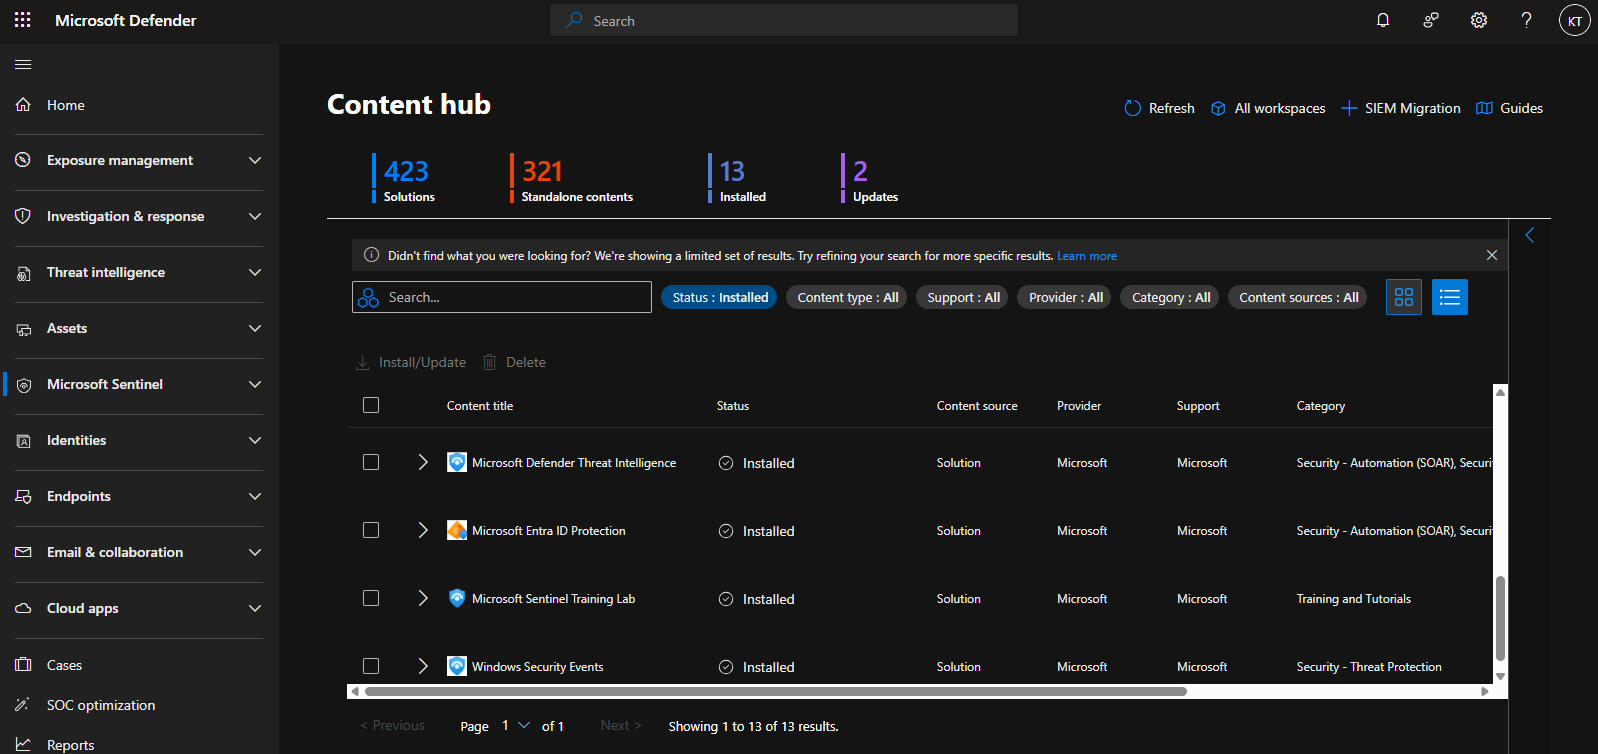 Microsoft Defender
Search
KT
Home
Exposure management
Investigation & response
Threat intelligence
Assets
Microsoft Sentinel
Identities
Endpoints
Email & collaboration
Cloud apps
Cases
SOC optimization
Reports
Content hub
Refresh
All workspaces
SIEM Migration
Guides
423
Solutions
321
Standalone contents
13
Installed
2
Updates
Didn't find what you were looking for? We're showing a limited set of results. Try refining your search for more specific results. Learn more
Search...
Status : Installed
Content type : All
Support : All
Provider : All
Category : All
Content sources : All
Install/Update
Delete
Content title Status Content source Provider Support Category
Microsoft Defender Threat Intelligence Installed Solution Microsoft Microsoft Security - Automation (SOAR), Securi
Microsoft Entra ID Protection Installed Solution Microsoft Microsoft Security - Automation (SOAR), Securi
Microsoft Sentinel Training Lab Installed Solution Microsoft Microsoft Training and Tutorials
Windows Security Events Installed Solution Microsoft Microsoft Security - Threat Protection
< Previous Page 1 of 1 Next > Showing 1 to 13 of 13 results.